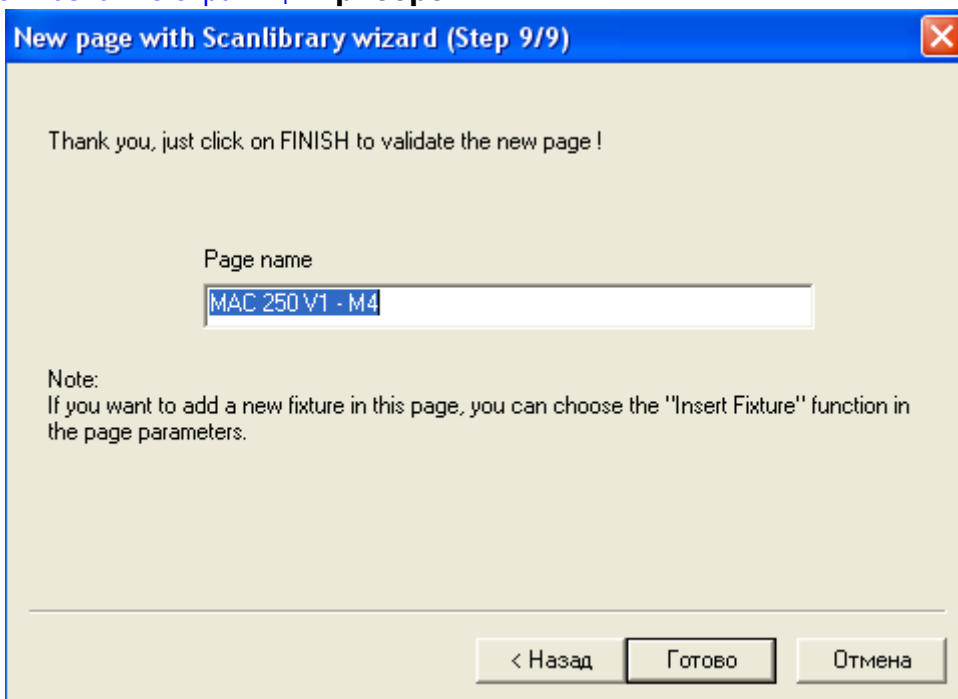 New page with Scanlibrary wizard (Step 9/9)
Thank you, just click on FINISH to validate the new page !
Page name
MAC 250 V1 - M4
Note:
If you want to add a new fixture in this page, you can choose the "Insert Fixture" function in
the page parameters.
< Назад
Готово
Отмена